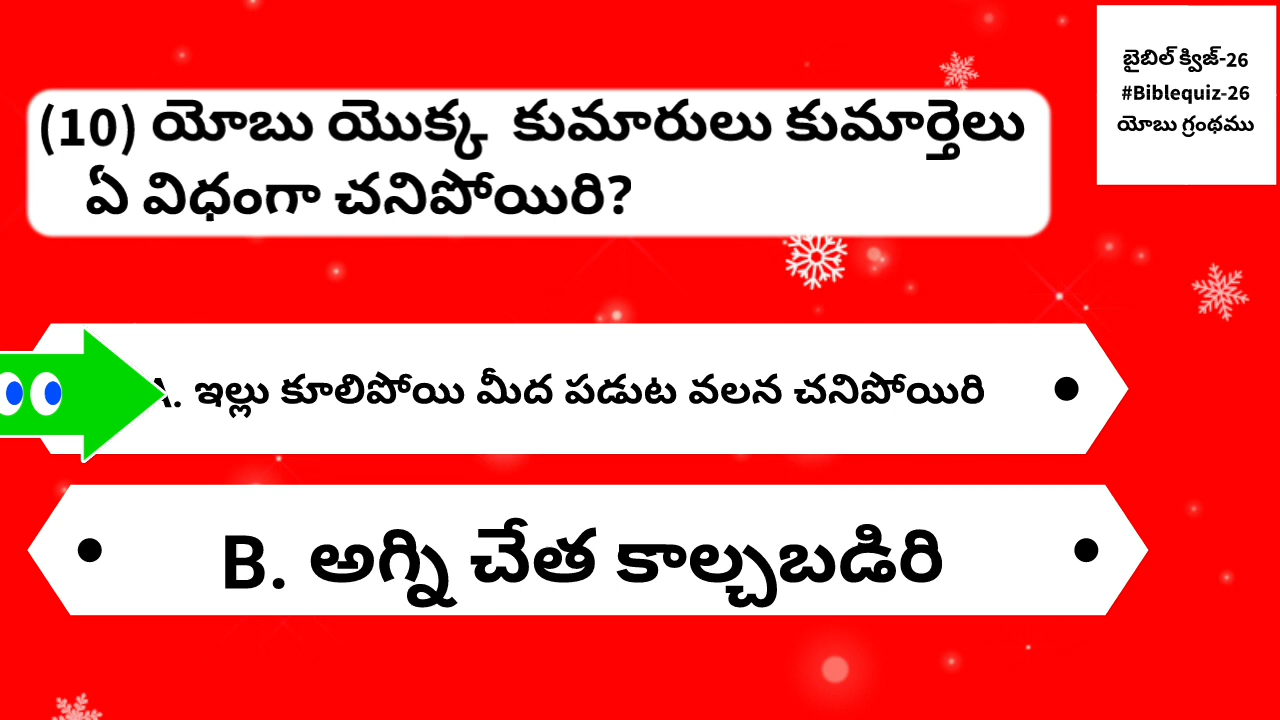 బైబిల్ క్విజ్-26
#Biblequiz-26
యోబు గ్రంథము
(10) యోబు యొక్క కుమారులు కుమార్తెలు
ఏ విధంగా చనిపోయిరి?
A. ఇల్లు కూలిపోయి మీద పడుట వలన చనిపోయిరి
B. అగ్ని చేత కాల్చబడిరి